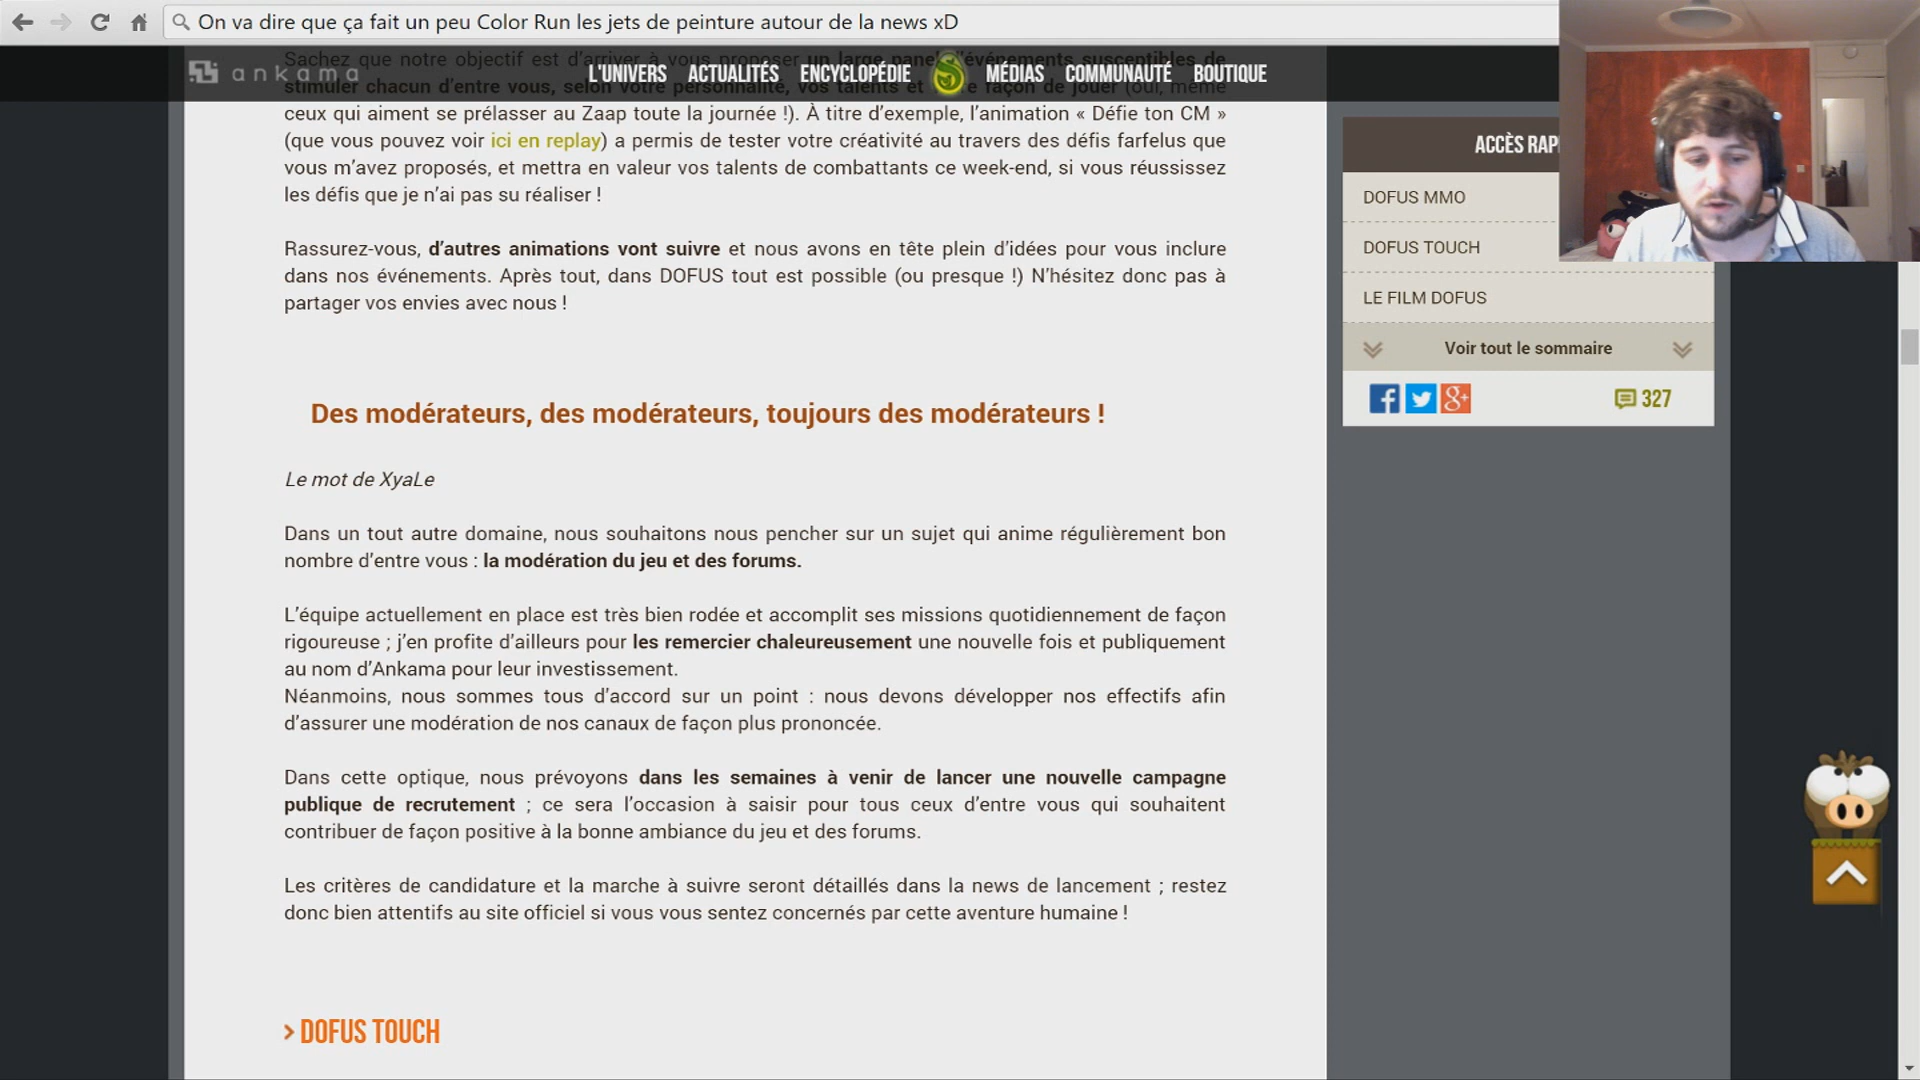 On va dire que ça fait un peu Color Run les jets de peinture autour de la news xD
ankama
L'UNIVERS ACTUALITÉS ENCYCLOPÉDIE MÉDIAS COMMUNAUTÉ BOUTIQUE
Sachez que notre objectif est d'arriver à vous proposer un large panel d'événements susceptibles de
stimuler chacun d'entre vous, selon votre personnalité, vos talents et e façon de jouer (oui, même
ceux qui aiment se prélasser au Zaap toute la journée !). À titre d'exemple, l'animation « Défie ton CM »
(que vous pouvez voir ici en replay) a permis de tester votre créativité au travers des défis farfelus que
vous m'avez proposés, et mettra en valeur vos talents de combattants ce week-end, si vous réussissez
les défis que je n'ai pas su réaliser !
Rassurez-vous, d'autres animations vont suivre et nous avons en tête plein d'idées pour vous inclure
dans nos événements. Après tout, dans DOFUS tout est possible (ou presque !) N'hésitez donc pas à
partager vos envies avec nous !
Des modérateurs, des modérateurs, toujours des modérateurs !
Le mot de XyaLe
Dans un tout autre domaine, nous souhaitons nous pencher sur un sujet qui anime régulièrement bon
nombre d'entre vous : la modération du jeu et des forums.
L'équipe actuellement en place est très bien rodée et accomplit ses missions quotidiennement de façon
rigoureuse ; j'en profite d'ailleurs pour les remercier chaleureusement une nouvelle fois et publiquement
au nom d'Ankama pour leur investissement.
Néanmoins, nous sommes tous d'accord sur un point : nous devons développer nos effectifs afin
d'assurer une modération de nos canaux de façon plus prononcée.
Dans cette optique, nous prévoyons dans les semaines à venir de lancer une nouvelle campagne
publique de recrutement ; ce sera l'occasion à saisir pour tous ceux d'entre vous qui souhaitent
contribuer de façon positive à la bonne ambiance du jeu et des forums.
Les critères de candidature et la marche à suivre seront détaillés dans la news de lancement ; restez
donc bien attentifs au site officiel si vous vous sentez concernés par cette aventure humaine !
> DOFUS TOUCH
ACCÈS RAP
DOFUS MMO
DOFUS TOUCH
LE FILM DOFUS
Voir tout le sommaire
327